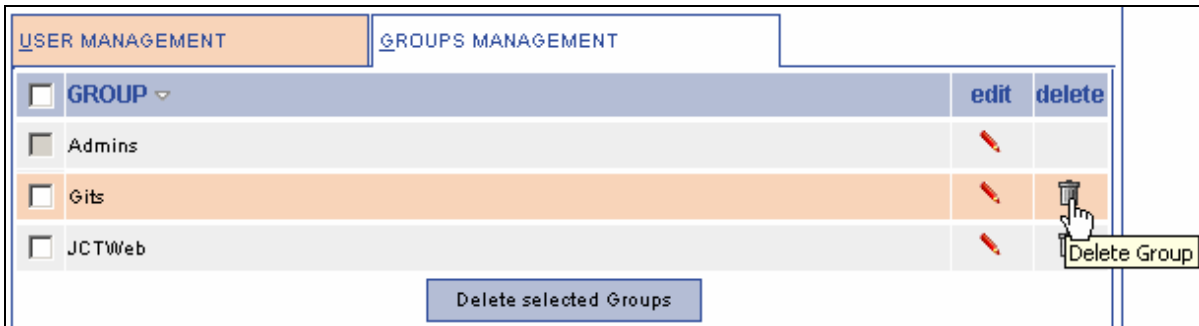 USER MANAGEMENT GROUPS MANAGEMENT
GROUP edit delete
Admins
Gits
JCTWeb
Delete Group
Delete selected Groups